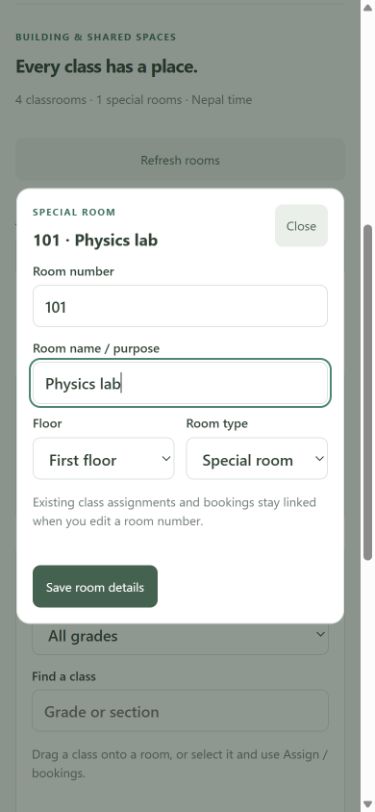 BUILDING & SHARED SPACES
Every class has a place.
4 classrooms · 1 special rooms · Nepal time
Refresh rooms
SPECIAL ROOM
101 · Physics lab
Close
Room number
101
Room name / purpose
Physics lab
Floor
Room type
First floor
Special room
Existing class assignments and bookings stay linked
when you edit a room number.
Save room details
All grades
Find a class
Grade or section
Drag a class onto a room, or select it and use Assign /
bookings.